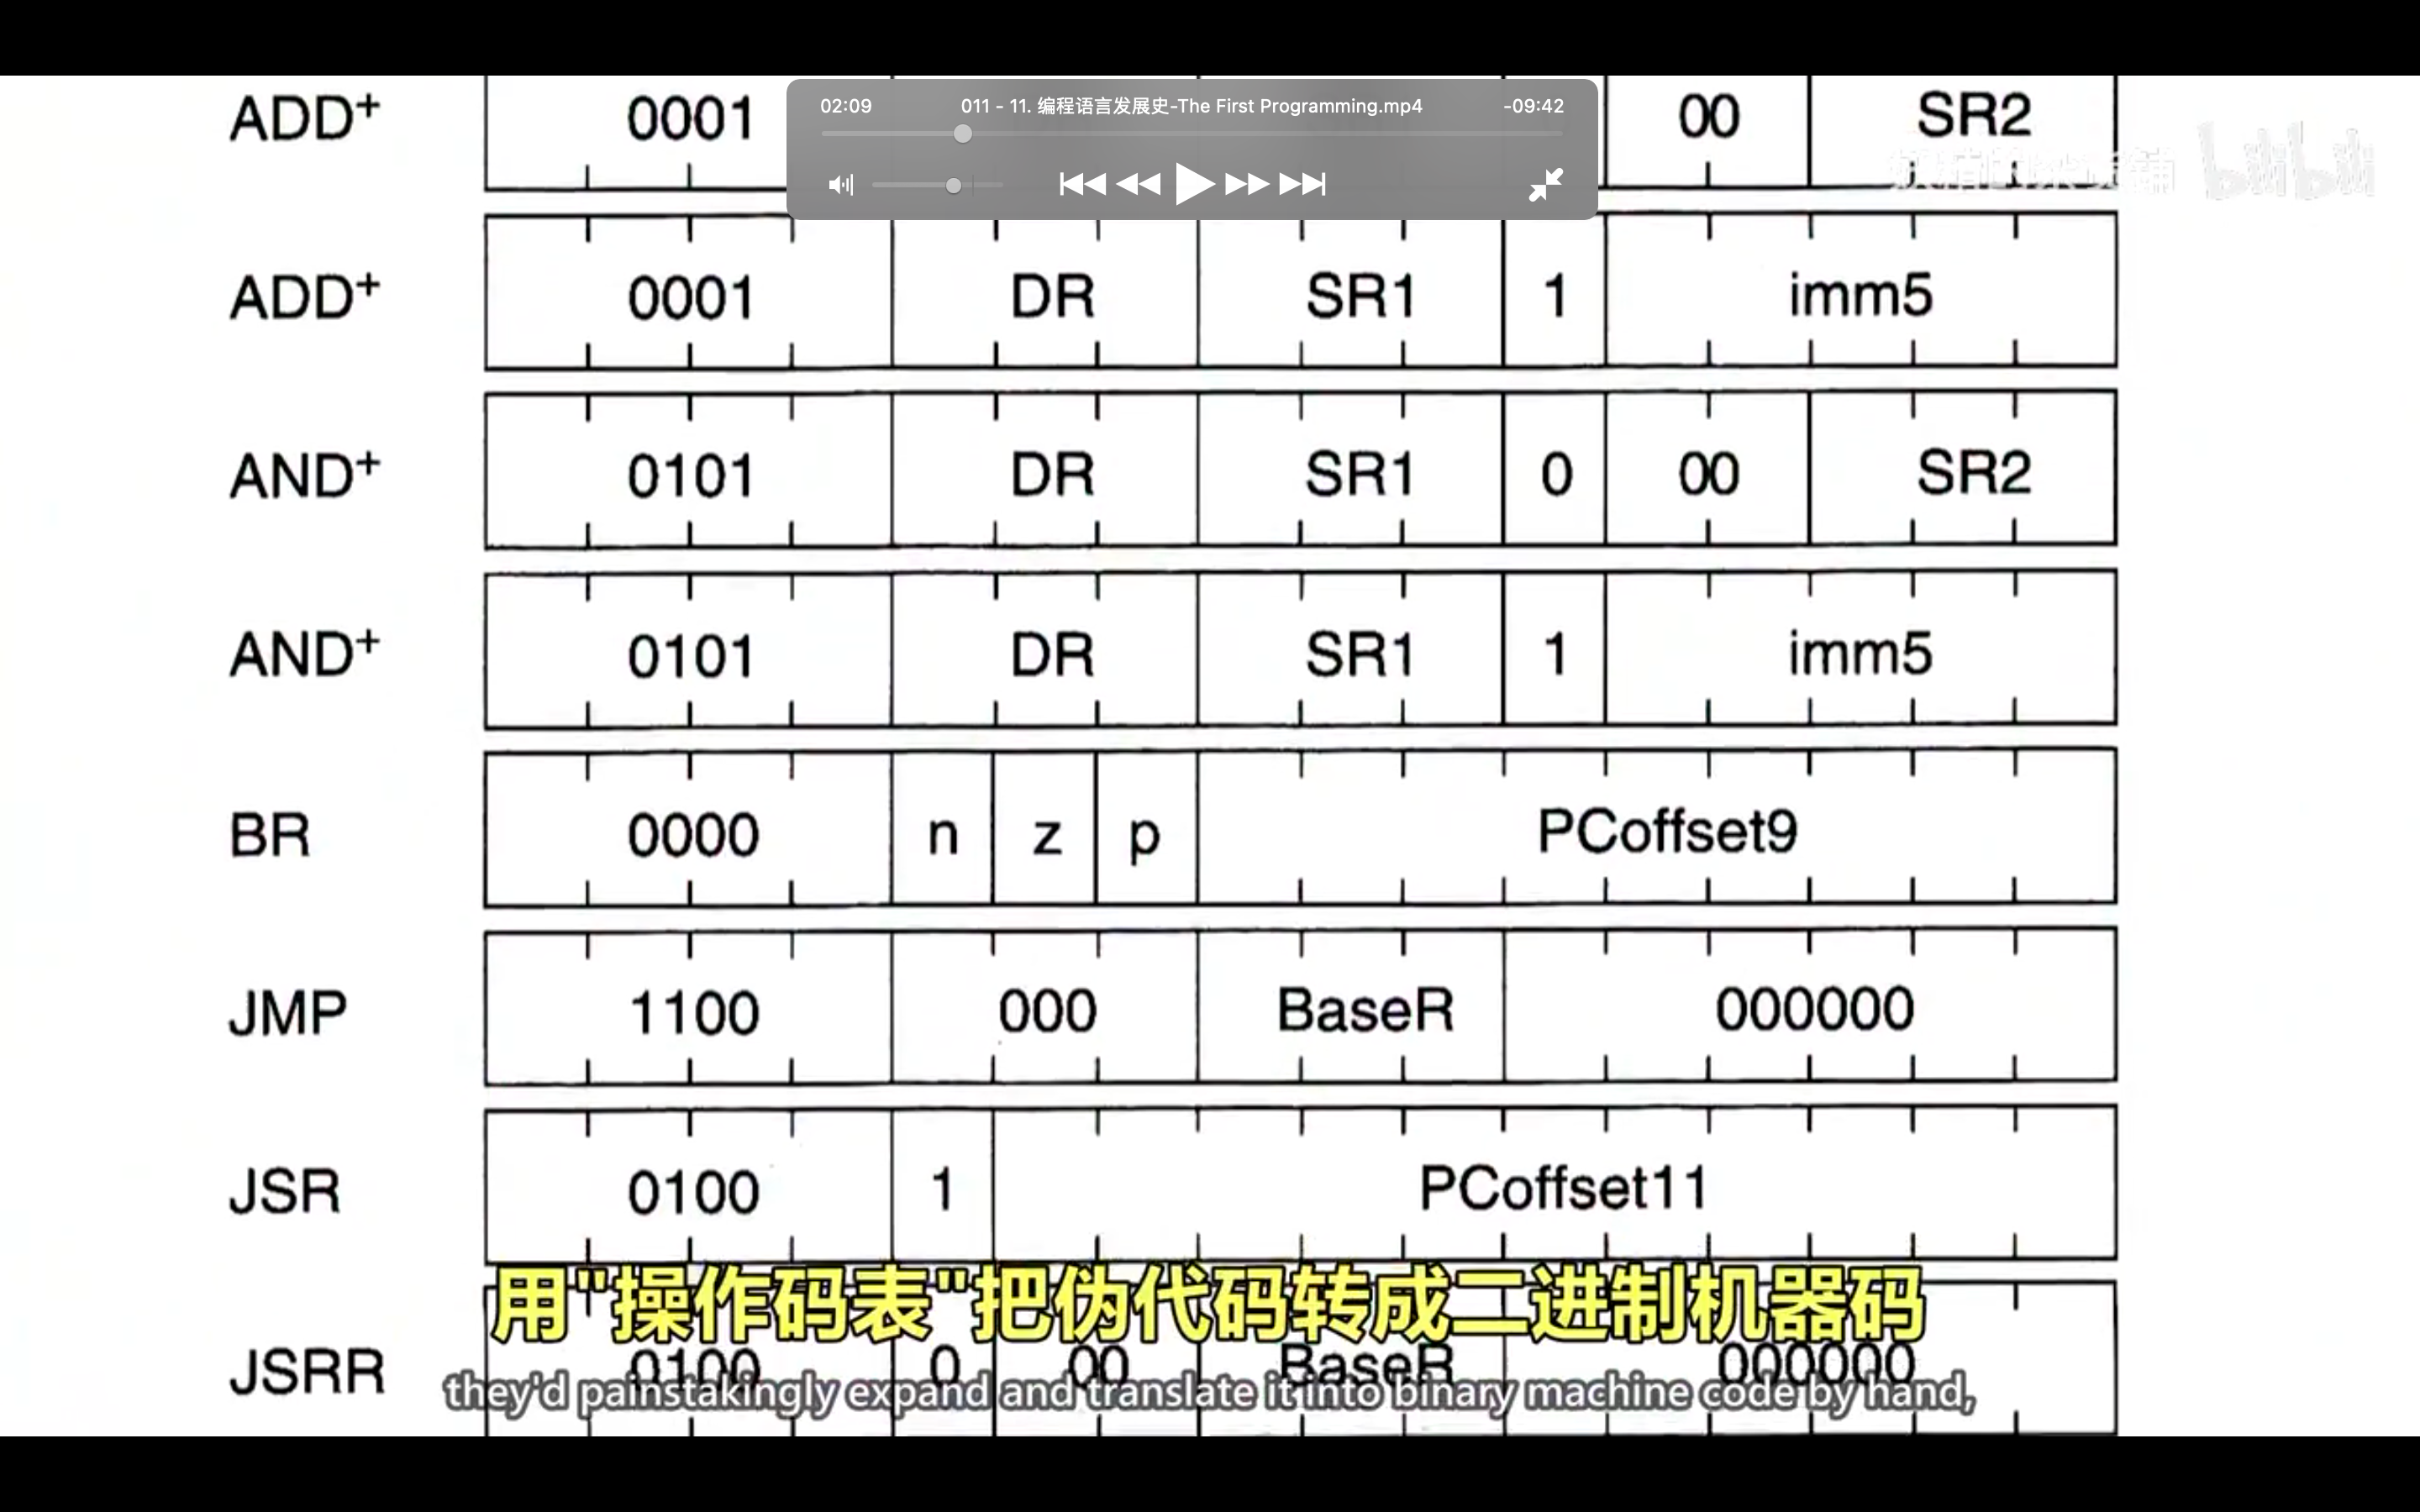 02:09 011 - 11. 编程语言发展史-The First Programming.mp4 -09:42
ADD+ 0001 00 SR2
bilibili
ADD+ 0001 DR SR1 1 imm5
AND+ 0101 DR SR1 0 00 SR2
AND+ 0101 DR SR1 1 imm5
BR 0000 n z p PCoffset9
JMP 1100 000 BaseR 000000
JSR 0100 1 PCoffset11
用"操作码表"把伪代码转成二进制机器码
JSRR 0100 0 00 BaseR 000000
they'd painstakingly expand and translate it into binary machine code by hand,